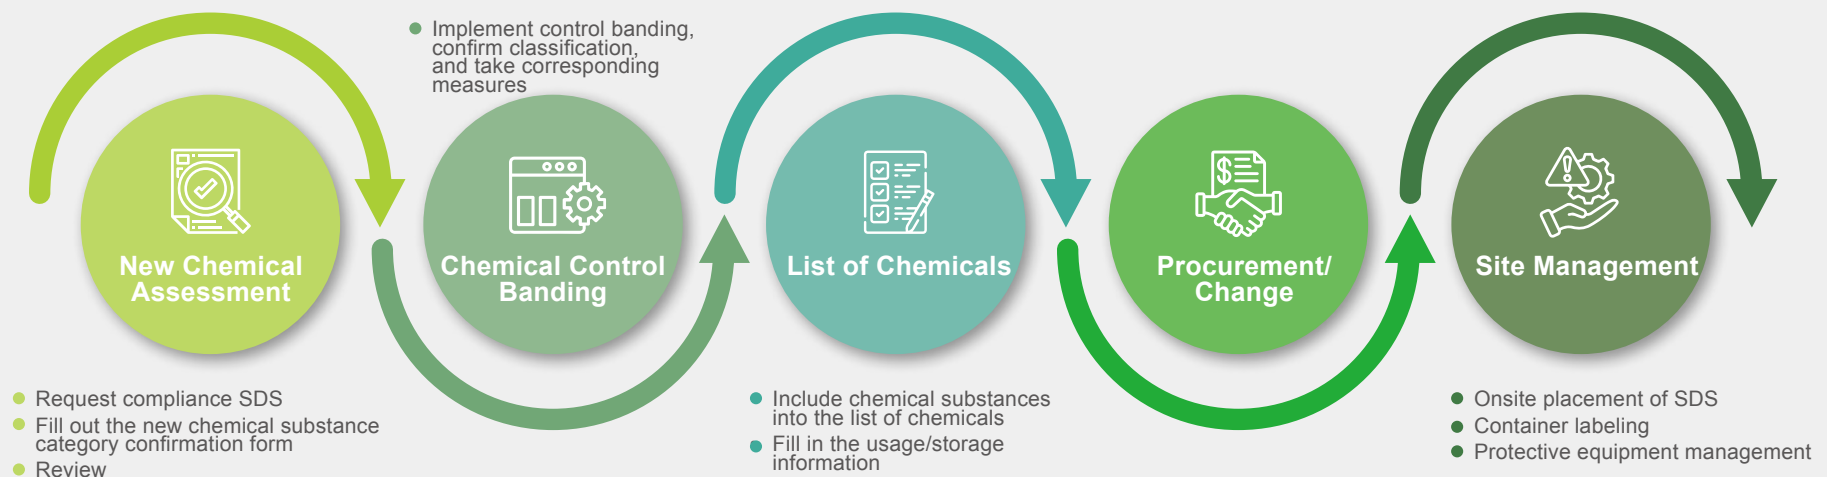 New Chemical
Assessment
Request compliance SDS
Fill out the new chemical substance
category confirmation form
Review
Implement control banding,
confirm classification,
and take corresponding
measures
Chemical Control
Banding
List of Chemicals
Include chemical substances
into the list of chemicals
Fill in the usage/storage
information
$
Procurement/
Change
Site Management
Onsite placement of SDS
Container labeling
Protective equipment management